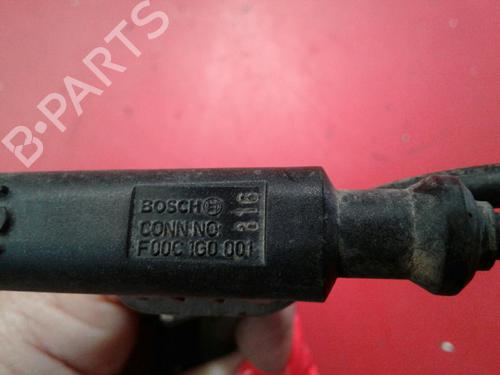 B-PARTS
BOSCH
CONN.NO: 816
F00C 1G0 001